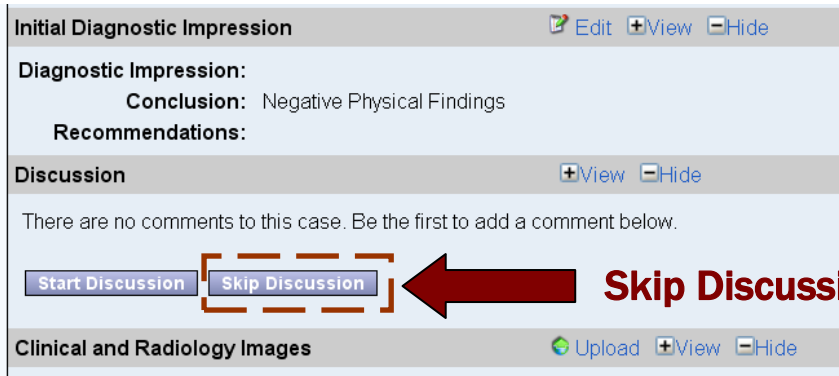 Initial Diagnostic Impression Edit View Hide
Diagnostic Impression:
Conclusion: Negative Physical Findings
Recommendations:
Discussion View Hide
There are no comments to this case. Be the first to add a comment below.
Start Discussion Skip Discussion Skip Discussi
Clinical and Radiology Images Upload View Hide